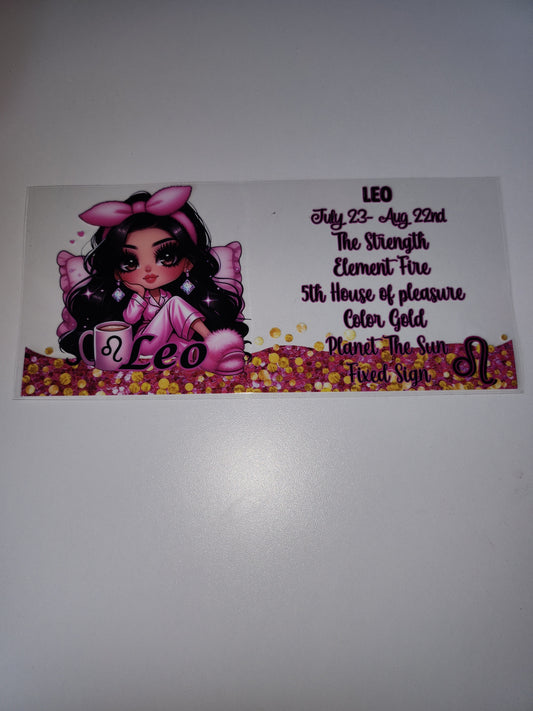 Leo
LEO
July 23- Aug 22nd
The Strength
Element Fire
5th House of pleasure
Color Gold
Planet The Sun
Fixed Sign